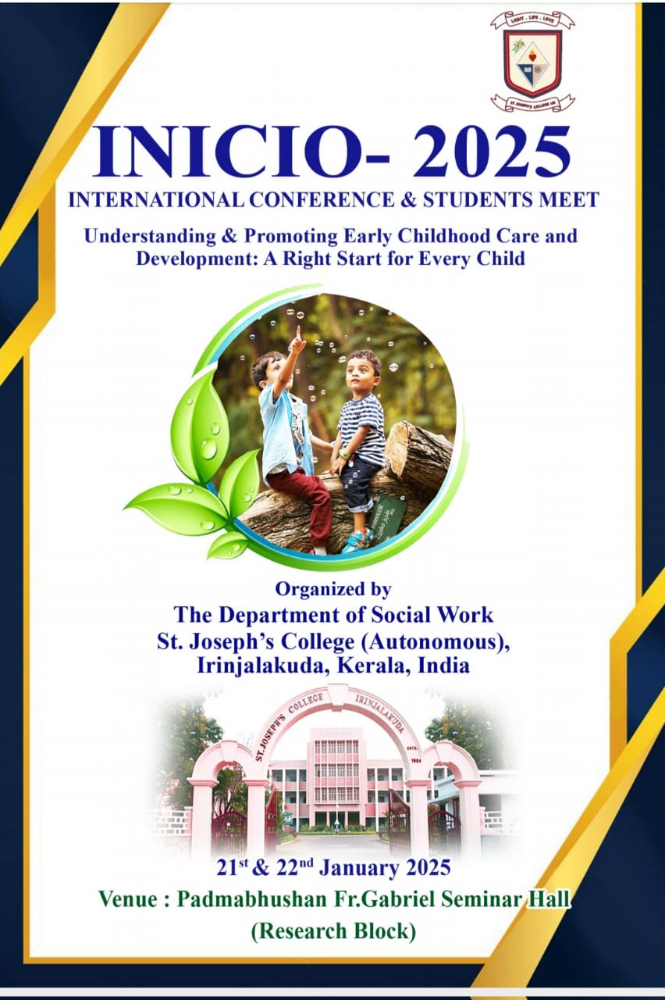 LIGHT . LIFE . LOVE
ST JOSEPH'S COLLEGE IJK
INICIO- 2025
INTERNATIONAL CONFERENCE & STUDENTS MEET
Understanding & Promoting Early Childhood Care and
Development: A Right Start for Every Child
Organized by
The Department of Social Work
St. Joseph's College (Autonomous),
Irinjalakuda, Kerala, India
ST.JOSEPH'S COLLEGE IRINJALAKUDA
ESTD.
1964
21st & 22nd January 2025
Venue : Padmabhushan Fr.Gabriel Seminar Hall
(Research Block)